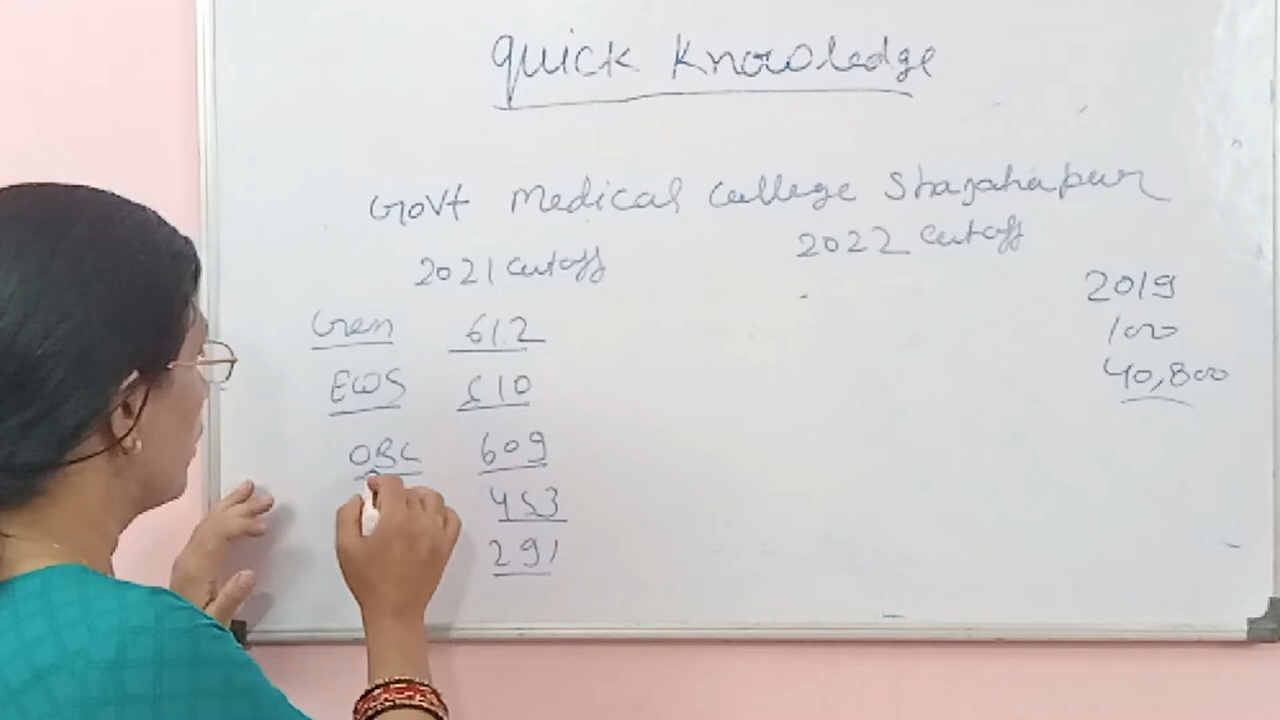 Quick Knowledge
Govt Medical College Shajahapur
2021 cutoff
2022 cutoff
2019
100
40,800
Gen 612
EWS 610
OBC 609
453
291